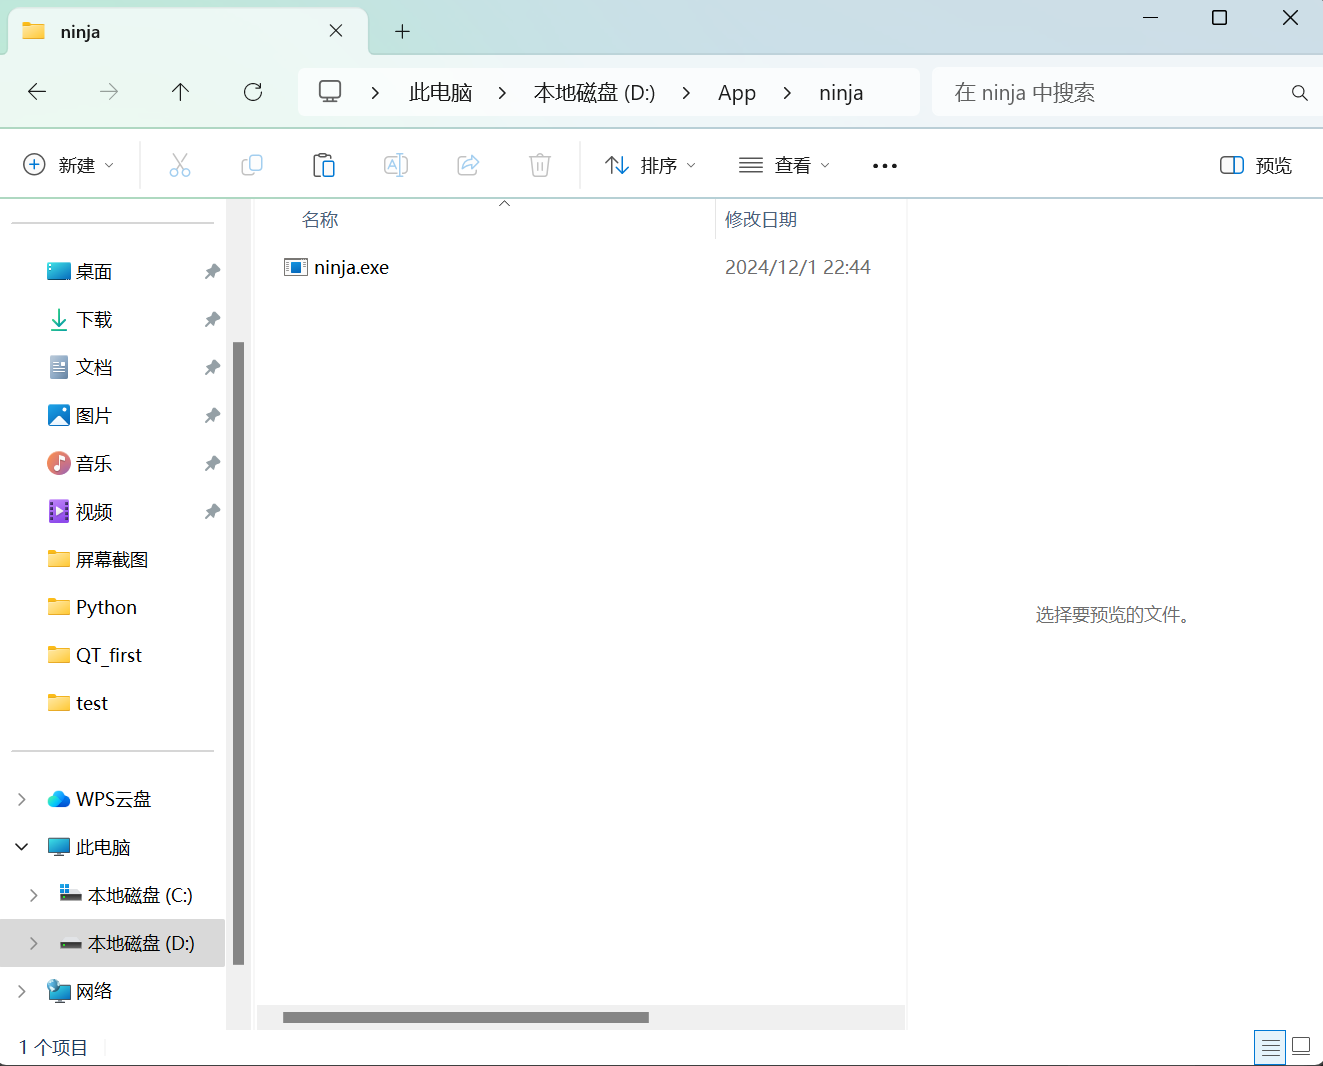 ninja
此电脑 本地磁盘 (D:) App ninja
在 ninja 中搜索
新建 排序 查看 预览
名称 修改日期
ninja.exe 2024/12/1 22:44
桌面
下载
文档
图片
音乐
视频
屏幕截图
Python
QT_first
test
WPS云盘
此电脑
本地磁盘 (C:)
本地磁盘 (D:)
网络
选择要预览的文件。
1 个项目